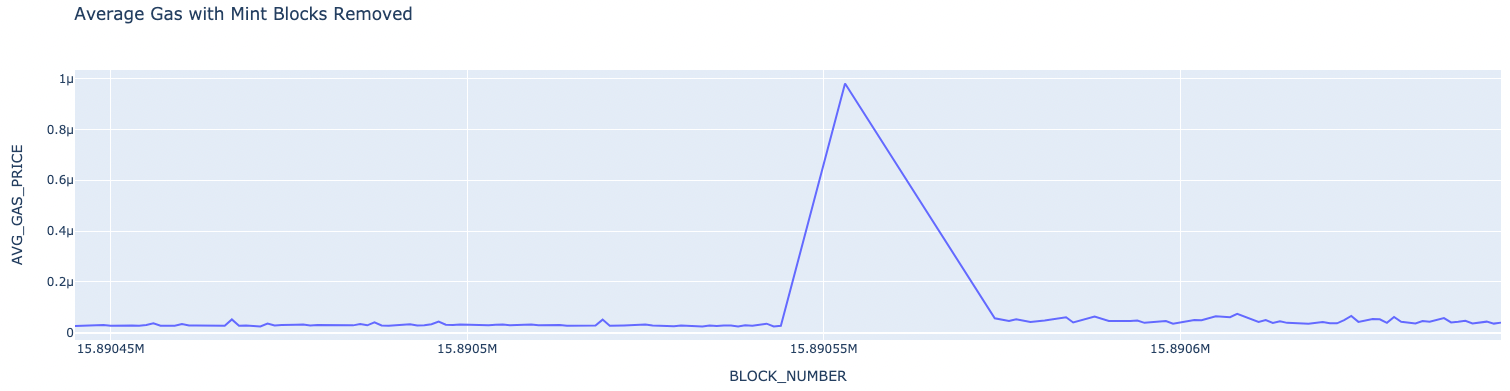 Average Gas with Mint Blocks Removed
1μ
0.8μ
0.6μ
0.4μ
0.2μ
0
AVG_GAS_PRICE
15.89045M
15.8905M
15.89055M
15.8906M
BLOCK_NUMBER